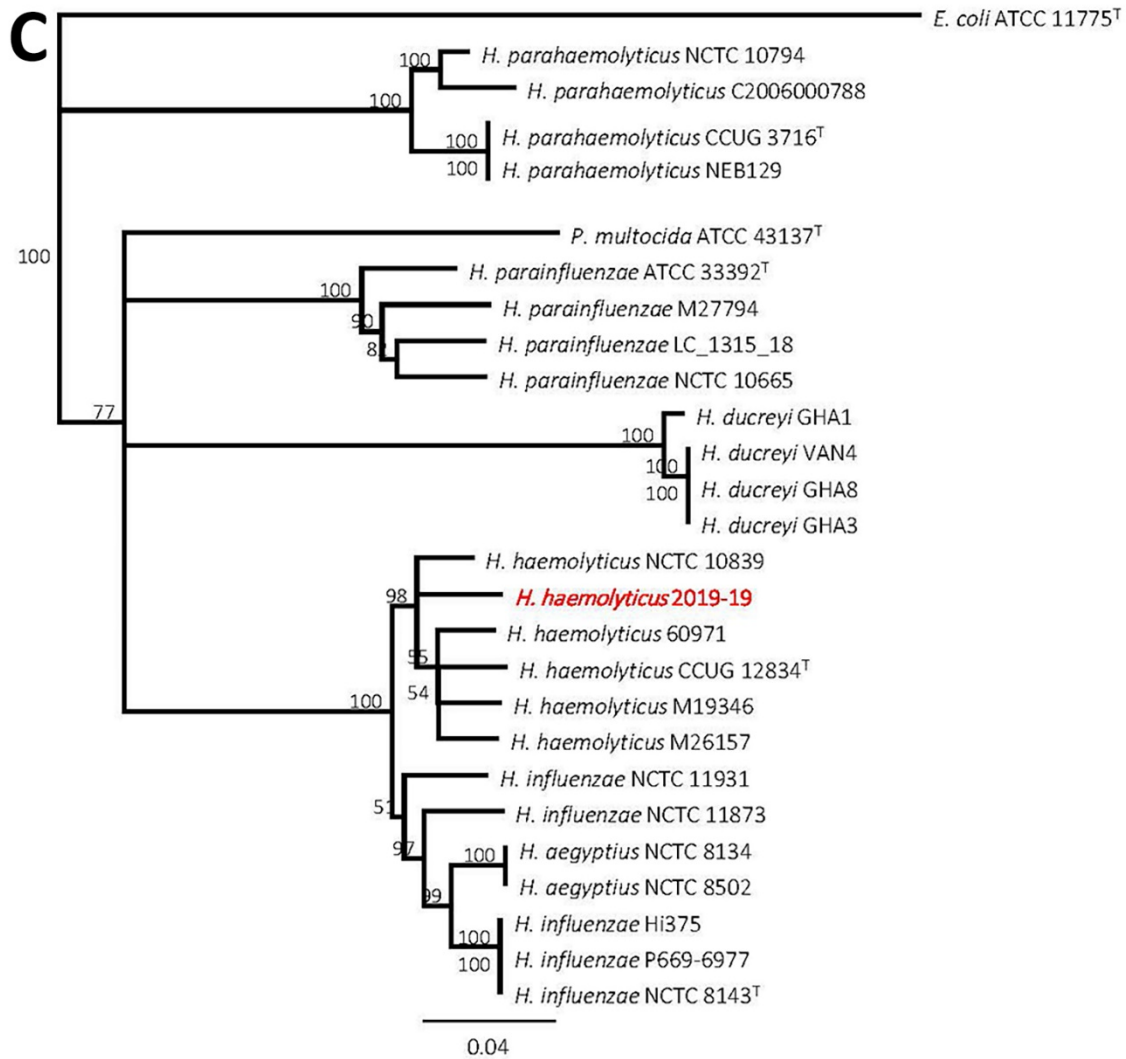 C
E. coli ATCC 11775ᵀ
100
H. parahaemolyticus NCTC 10794
H. parahaemolyticus C2006000788
100
100
H. parahaemolyticus CCUG 3716ᵀ
100
H. parahaemolyticus NEB129
P. multocida ATCC 43137ᵀ
100
H. parainfluenzae ATCC 33392ᵀ
100
90
H. parainfluenzae M27794
H. parainfluenzae LC_1315_18
H. parainfluenzae NCTC 10665
77
H. ducreyi GHA1
100
100
H. ducreyi VAN4
100
H. ducreyi GHA8
H. ducreyi GHA3
H. haemolyticus NCTC 10839
98
H. haemolyticus 2019-19
H. haemolyticus 60971
55
H. haemolyticus CCUG 12834ᵀ
54
100
H. haemolyticus M19346
H. haemolyticus M26157
H. influenzae NCTC 11931
51
H. influenzae NCTC 11873
97
100
H. aegyptius NCTC 8134
H. aegyptius NCTC 8502
99
H. influenzae Hi375
100
100
H. influenzae P669-6977
H. influenzae NCTC 8143ᵀ
0.04